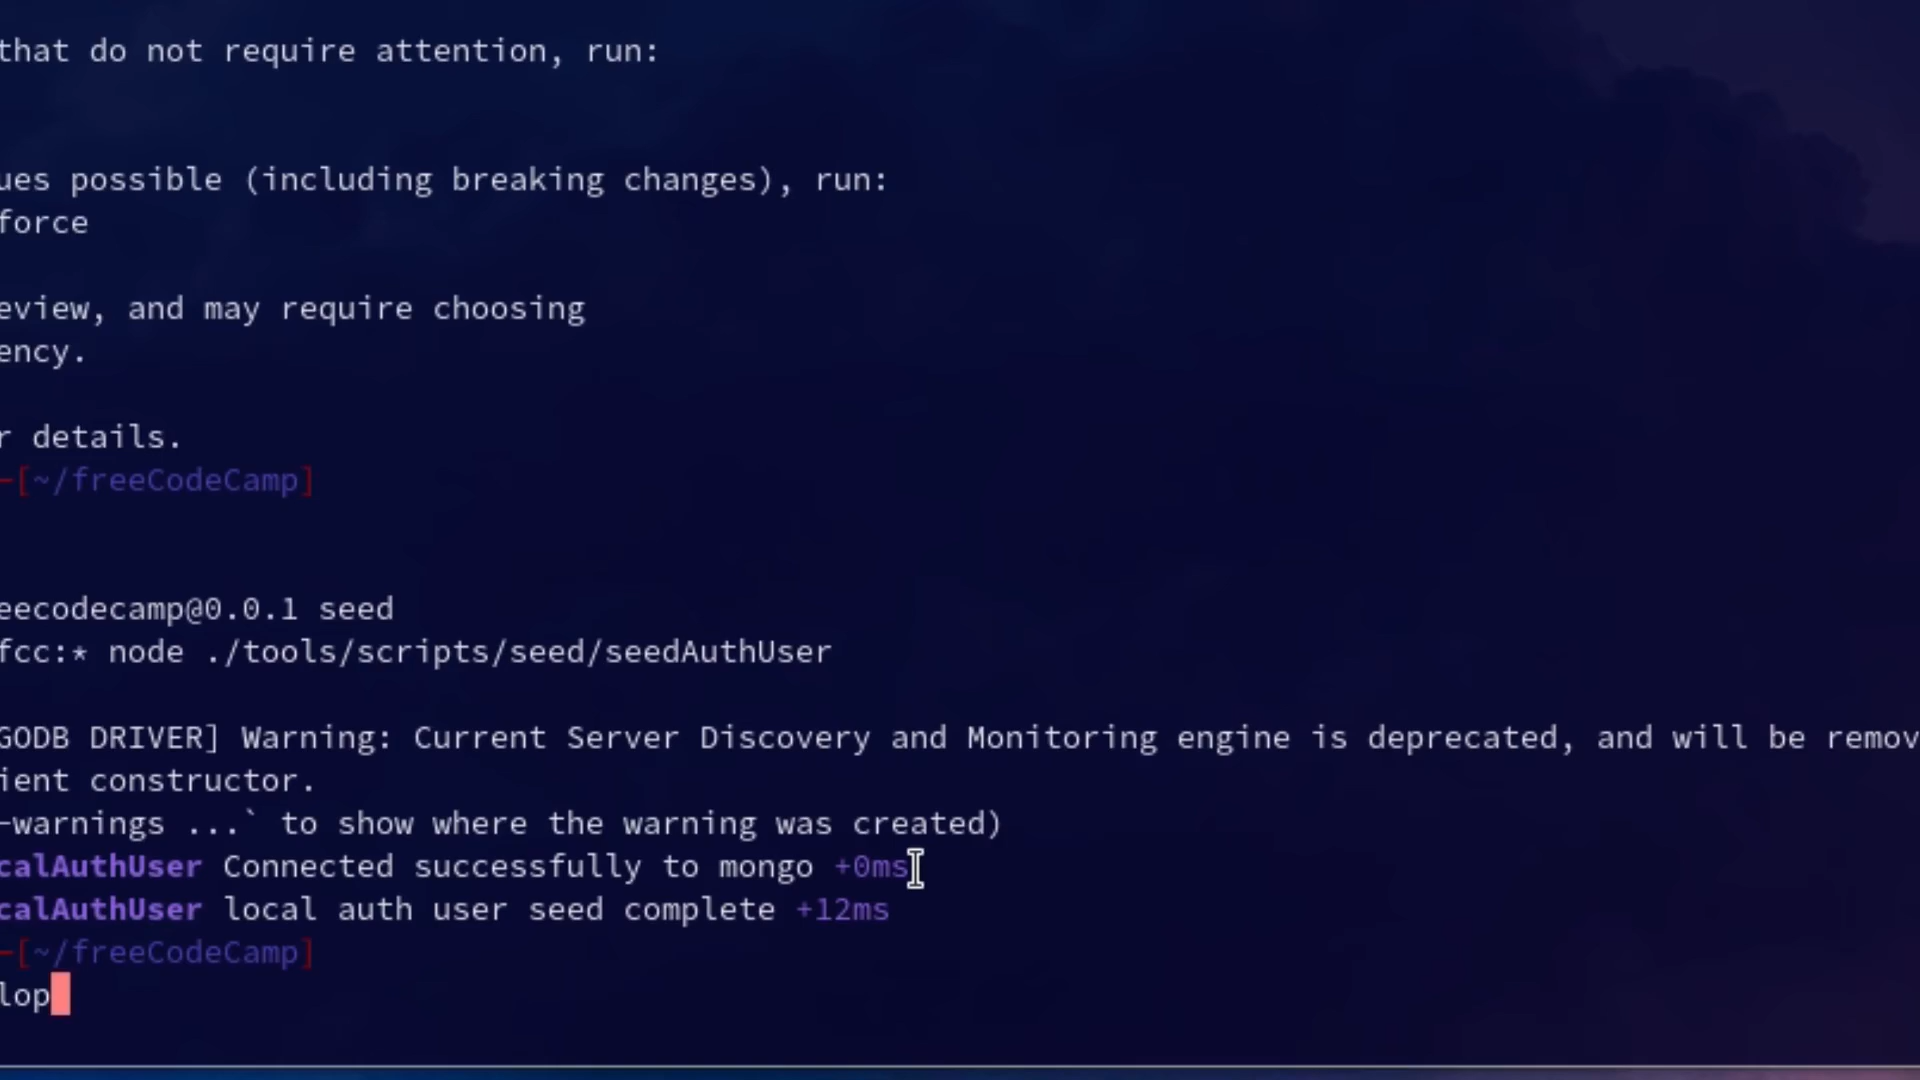 that do not require attention, run:
ues possible (including breaking changes), run:
force
eview, and may require choosing
ency.
r details.
─[~/freeCodeCamp]
eecodecamp@0.0.1 seed
fcc:* node ./tools/scripts/seed/seedAuthUser
GODB DRIVER] Warning: Current Server Discovery and Monitoring engine is deprecated, and will be remov
ient constructor.
-warnings ...` to show where the warning was created)
calAuthUser Connected successfully to mongo +0ms
calAuthUser local auth user seed complete +12ms
─[~/freeCodeCamp]
lop